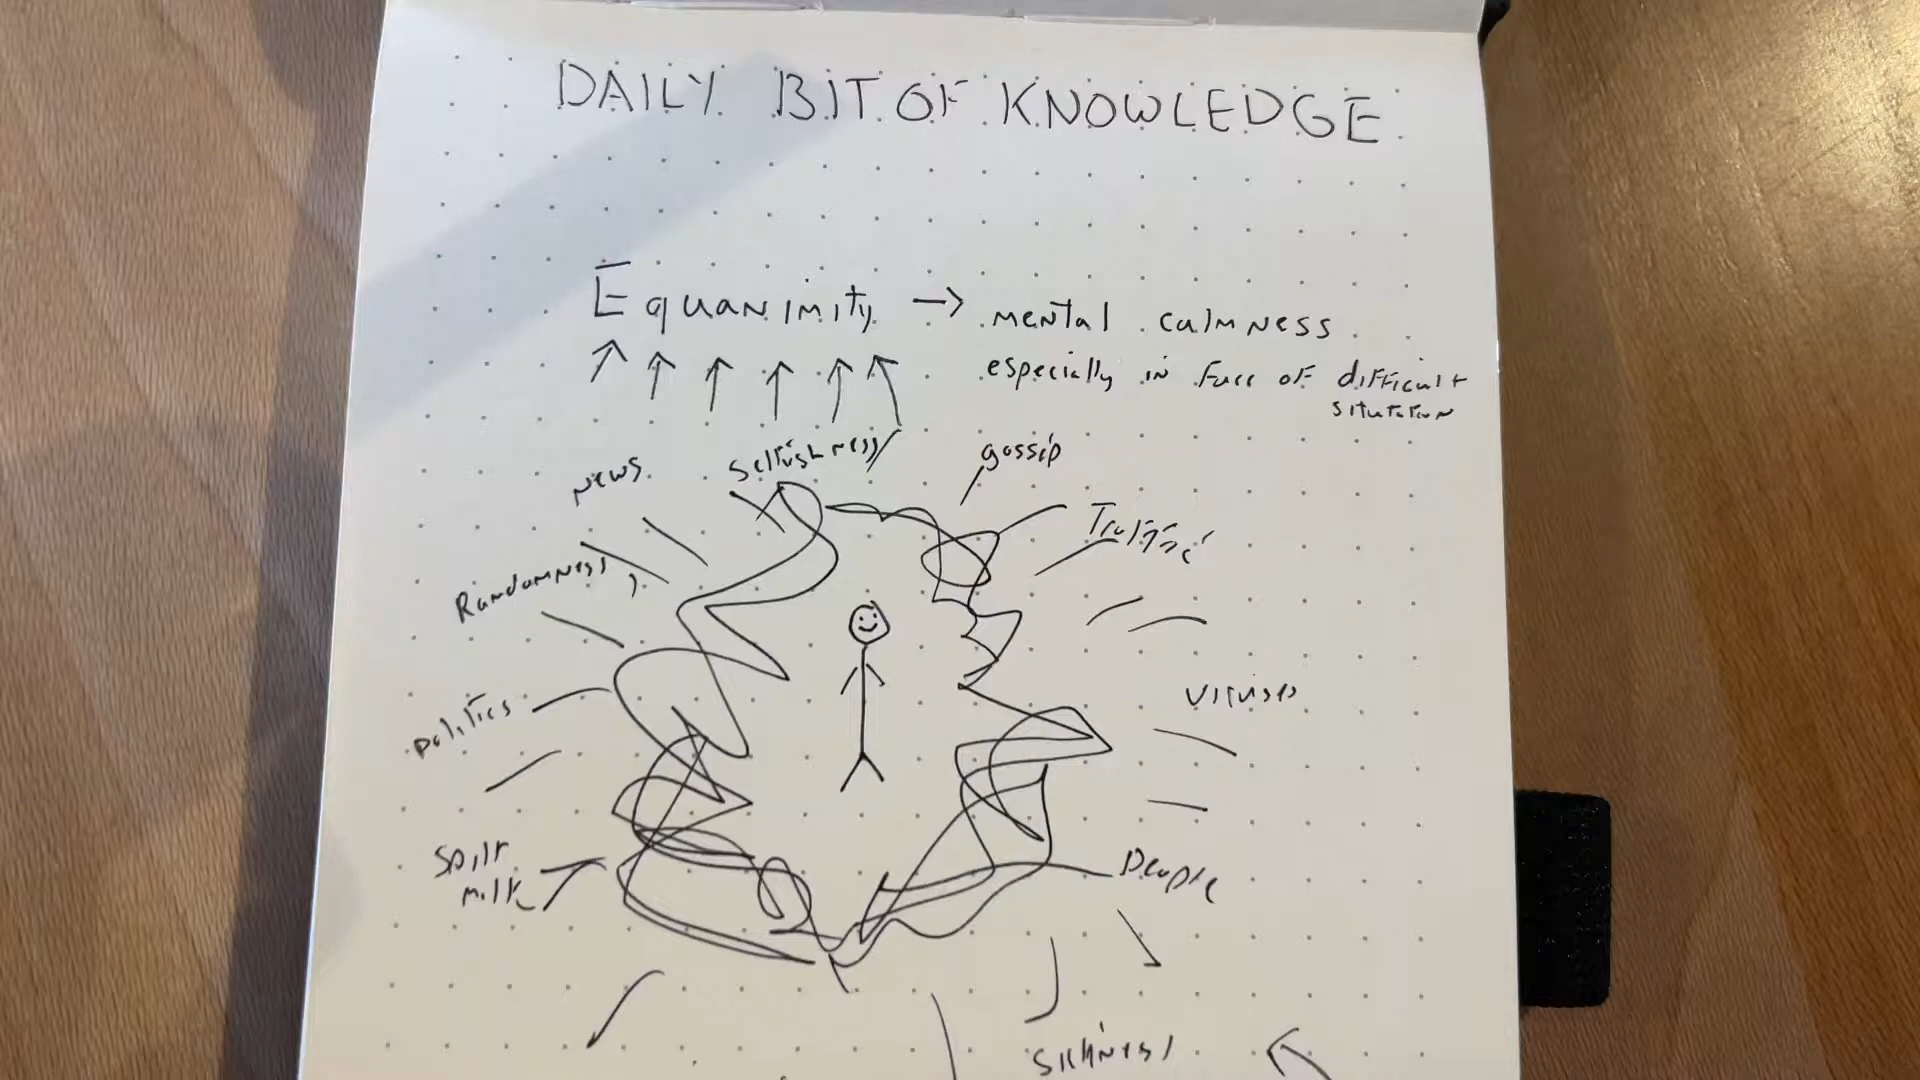 DAILY BIT OF KNOWLEDGE
Equanimity → mental calmness
especially in face of difficult
situtation
news
Selfishness
gossip
Traffic
Randomness
politics
viruses
Spilt
milk
People
Sickness